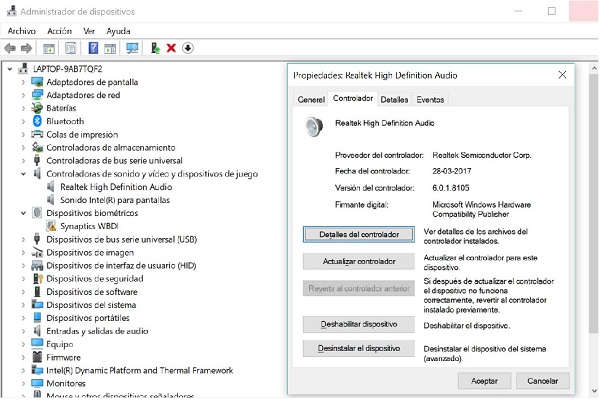 Administrador de dispositivos
Archivo Acción Ver Ayuda
LAPTOP-9AB7TQF2
Adaptadores de pantalla
Adaptadores de red
Baterías
Bluetooth
Colas de impresión
Controladoras de almacenamiento
Controladoras de bus serie universal
Controladoras de sonido y vídeo y dispositivos de juego
Realtek High Definition Audio
Sonido Intel(R) para pantallas
Dispositivos biométricos
Synaptics WBDI
Dispositivos de bus serie universal (USB)
Dispositivos de imagen
Dispositivos de interfaz de usuario (HID)
Dispositivos de seguridad
Dispositivos de software
Dispositivos del sistema
Dispositivos portátiles
Entradas y salidas de audio
Equipo
Firmware
Intel(R) Dynamic Platform and Thermal Framework
Monitores
Mouse y otros dispositivos señaladores
Propiedades: Realtek High Definition Audio
General Controlador Detalles Eventos
Realtek High Definition Audio
Proveedor del controlador: Realtek Semiconductor Corp.
Fecha del controlador: 28-03-2017
Versión del controlador: 6.0.1.8105
Firmante digital: Microsoft Windows Hardware
Compatibility Publisher
Detalles del controlador Ver detalles de los archivos del
controlador instalados.
Actualizar controlador Actualizar el controlador para este
dispositivo.
Revertir al controlador anterior Si después de actualizar el controlador
el dispositivo no funciona
correctamente, revertir al controlador
instalado previamente.
Deshabilitar dispositivo Deshabilitar el dispositivo.
Desinstalar el dispositivo Desinstalar el dispositivo del sistema
(avanzado).
Aceptar Cancelar